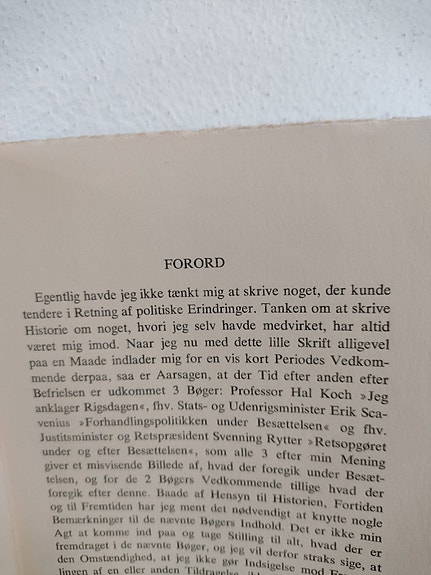 FORORD
Egentlig havde jeg ikke tænkt mig at skrive noget, der kunde
tendere i Retning af politiske Erindringer. Tanken om at skrive
Historie om noget, hvori jeg selv havde medvirket, har altid
været mig imod. Naar jeg nu med dette lille Skrift alligevel
paa en Maade indlader mig for en vis kort Periodes Vedkom-
mende derpaa, saa er Aarsagen, at der Tid efter anden efter
Befrielsen er udkommet 3 Bøger: Professor Hal Koch »Jeg
anklager Rigsdagen«, fhv. Stats- og Udenrigsminister Erik Sca-
venius »Forhandlingspolitikken under Besættelsen« og fhv.
Justitsminister og Retspræsident Svenning Rytter »Retsopgøret
under og efter Besættelsen«, som alle 3 efter min Mening
giver et misvisende Billede af, hvad der foregik under Besæt-
telsen, og for de 2 Bøgers Vedkommende tillige hvad der
foregik efter denne. Baade af Hensyn til Historien, Fortiden
og til Fremtiden har jeg ment det nødvendigt at knytte nogle
Bemærkninger til de nævnte Bøgers Indhold. Det er ikke min
Agt at komme ind paa og tage Stilling til alt, hvad der er
fremdraget i de nævnte Bøger, og jeg vil derfor straks sige, at
den Omstændighed, at jeg ikke gør Indsigelse mod
lingen af en eller anden Tildragelse